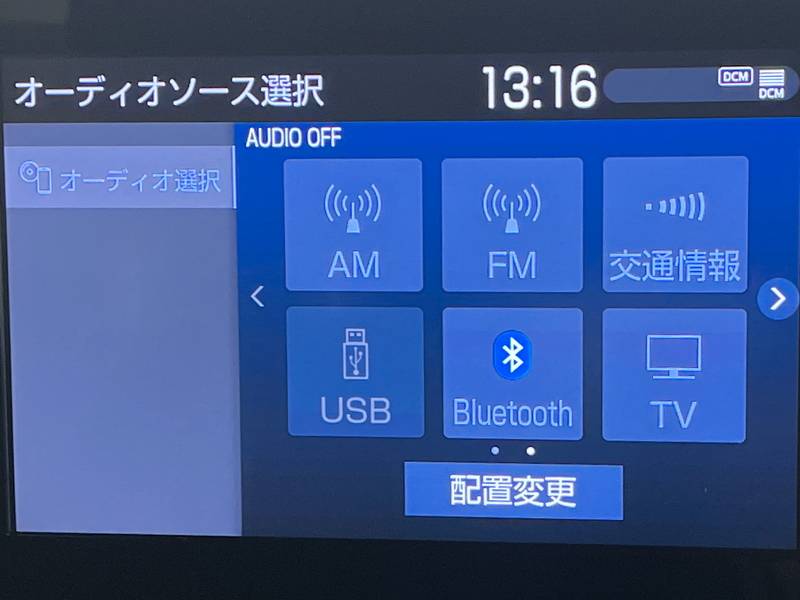 オーディオソース選択
13:16
DCM
DCM
AUDIO OFF
オーディオ選択
AM
FM
交通情報
USB
Bluetooth
TV
配置変更